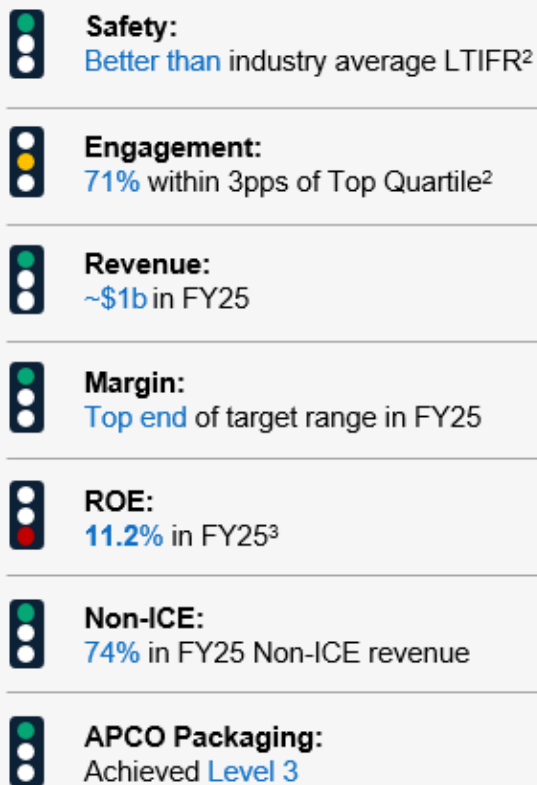 Safety:
Better than industry average LTIFR²
Engagement:
71% within 3pps of Top Quartile²
Revenue:
~$1b in FY25
Margin:
Top end of target range in FY25
ROE:
11.2% in FY25³
Non-ICE:
74% in FY25 Non-ICE revenue
APCO Packaging:
Achieved Level 3